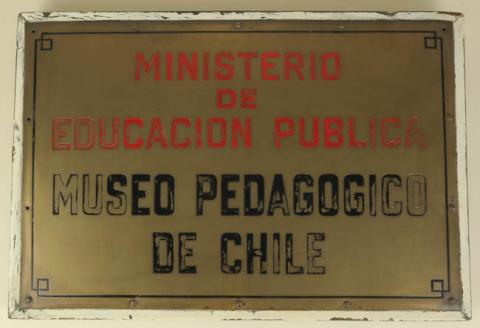 MINISTERIO
DE
EDUCACION PUBLICA
MUSEO PEDAGOGICO
DE CHILE